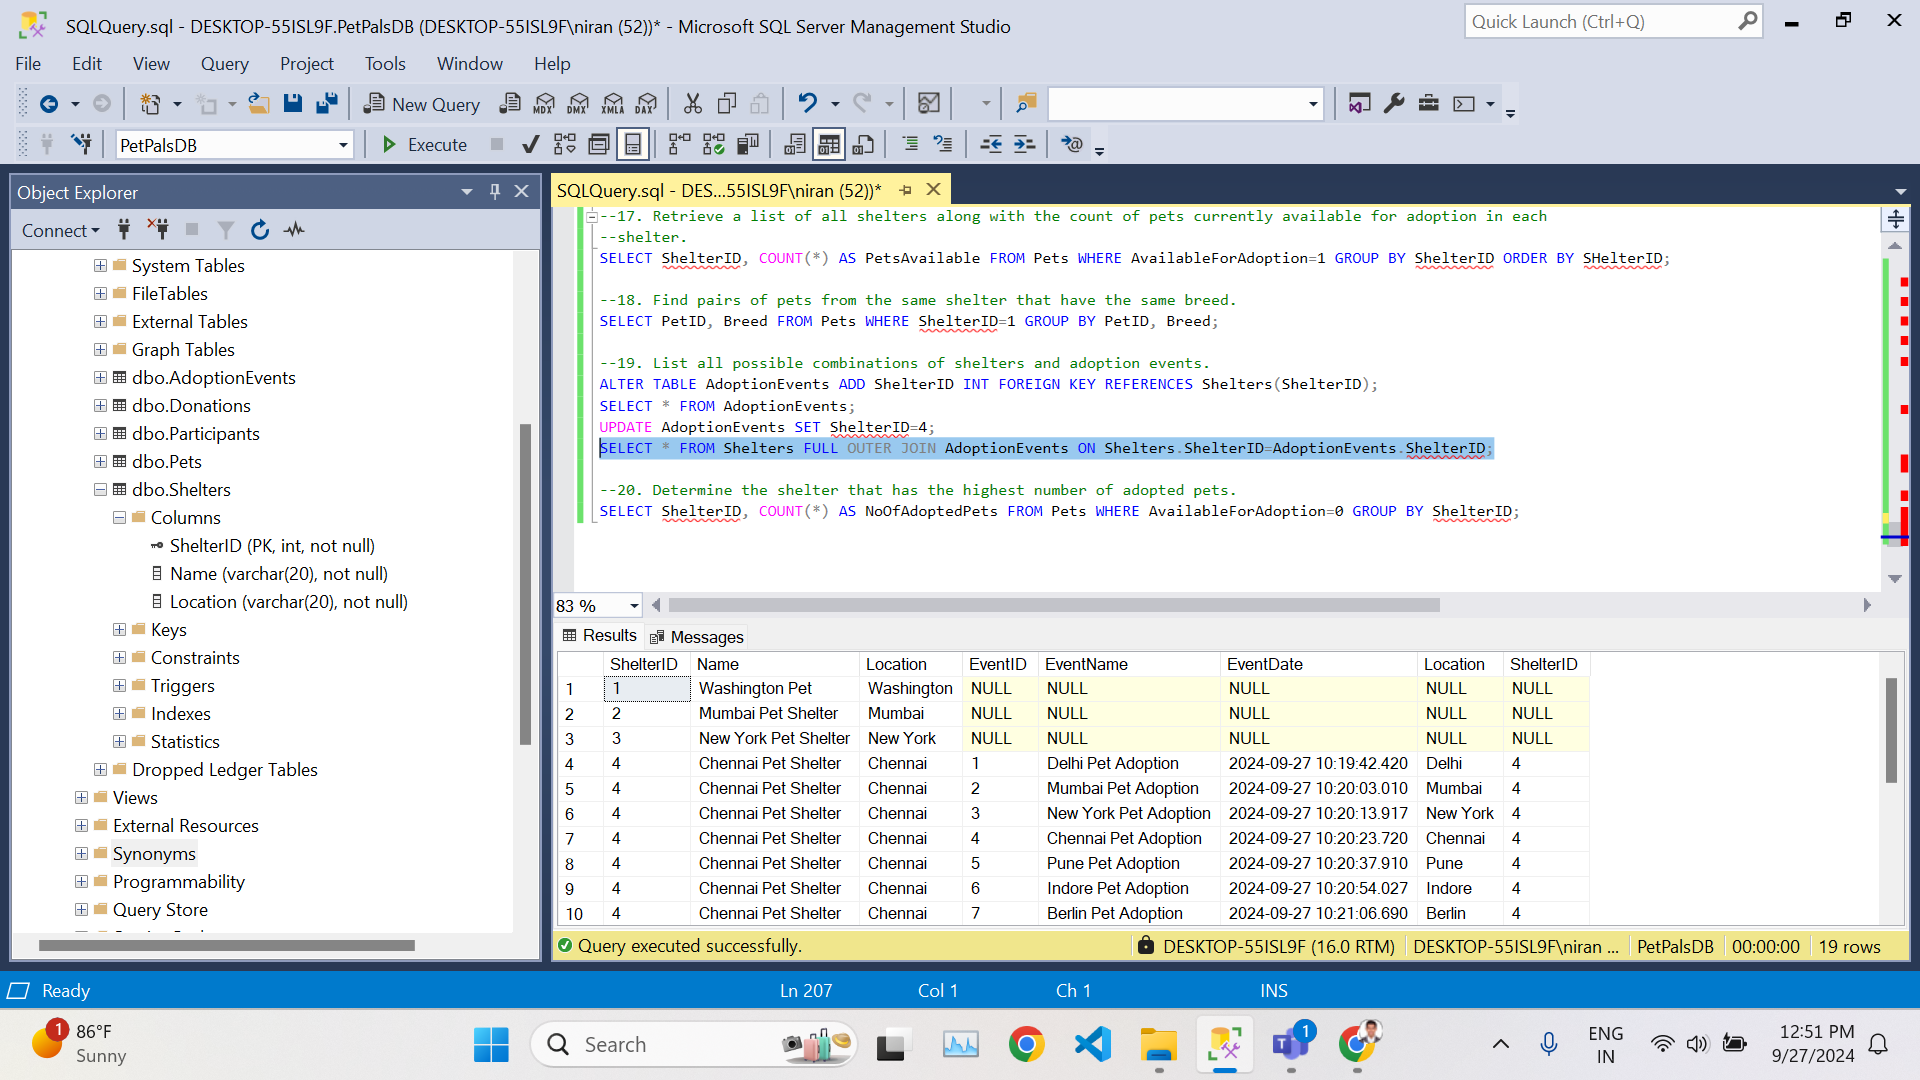 SQLQuery.sql - DESKTOP-55ISL9F.PetPalsDB (DESKTOP-55ISL9F\niran (52))* - Microsoft SQL Server Management Studio
Quick Launch (Ctrl+Q)
File Edit View Query Project Tools Window Help
New Query MDX DMX XMLA DAX
PetPalsDB Execute
Object Explorer
Connect
System Tables
FileTables
External Tables
Graph Tables
dbo.AdoptionEvents
dbo.Donations
dbo.Participants
dbo.Pets
dbo.Shelters
Columns
ShelterID (PK, int, not null)
Name (varchar(20), not null)
Location (varchar(20), not null)
Keys
Constraints
Triggers
Indexes
Statistics
Dropped Ledger Tables
Views
External Resources
Synonyms
Programmability
Query Store
SQLQuery.sql - DES...55ISL9F\niran (52))*
--17. Retrieve a list of all shelters along with the count of pets currently available for adoption in each
--shelter.
SELECT ShelterID, COUNT(*) AS PetsAvailable FROM Pets WHERE AvailableForAdoption=1 GROUP BY ShelterID ORDER BY SHelterID;
--18. Find pairs of pets from the same shelter that have the same breed.
SELECT PetID, Breed FROM Pets WHERE ShelterID=1 GROUP BY PetID, Breed;
--19. List all possible combinations of shelters and adoption events.
ALTER TABLE AdoptionEvents ADD ShelterID INT FOREIGN KEY REFERENCES Shelters(ShelterID);
SELECT * FROM AdoptionEvents;
UPDATE AdoptionEvents SET ShelterID=4;
SELECT * FROM Shelters FULL OUTER JOIN AdoptionEvents ON Shelters.ShelterID=AdoptionEvents.ShelterID;
--20. Determine the shelter that has the highest number of adopted pets.
SELECT ShelterID, COUNT(*) AS NoOfAdoptedPets FROM Pets WHERE AvailableForAdoption=0 GROUP BY ShelterID;
83 %
Results Messages
ShelterID Name Location EventID EventName EventDate Location ShelterID
1 1 Washington Pet Washington NULL NULL NULL NULL NULL
2 2 Mumbai Pet Shelter Mumbai NULL NULL NULL NULL NULL
3 3 New York Pet Shelter New York NULL NULL NULL NULL NULL
4 4 Chennai Pet Shelter Chennai 1 Delhi Pet Adoption 2024-09-27 10:19:42.420 Delhi 4
5 4 Chennai Pet Shelter Chennai 2 Mumbai Pet Adoption 2024-09-27 10:20:03.010 Mumbai 4
6 4 Chennai Pet Shelter Chennai 3 New York Pet Adoption 2024-09-27 10:20:13.917 New York 4
7 4 Chennai Pet Shelter Chennai 4 Chennai Pet Adoption 2024-09-27 10:20:23.720 Chennai 4
8 4 Chennai Pet Shelter Chennai 5 Pune Pet Adoption 2024-09-27 10:20:37.910 Pune 4
9 4 Chennai Pet Shelter Chennai 6 Indore Pet Adoption 2024-09-27 10:20:54.027 Indore 4
10 4 Chennai Pet Shelter Chennai 7 Berlin Pet Adoption 2024-09-27 10:21:06.690 Berlin 4
Query executed successfully. DESKTOP-55ISL9F (16.0 RTM) DESKTOP-55ISL9F\niran ... PetPalsDB 00:00:00 19 rows
Ready Ln 207 Col 1 Ch 1 INS
1 86°F
Sunny
Search
1
ENG
IN
12:51 PM
9/27/2024